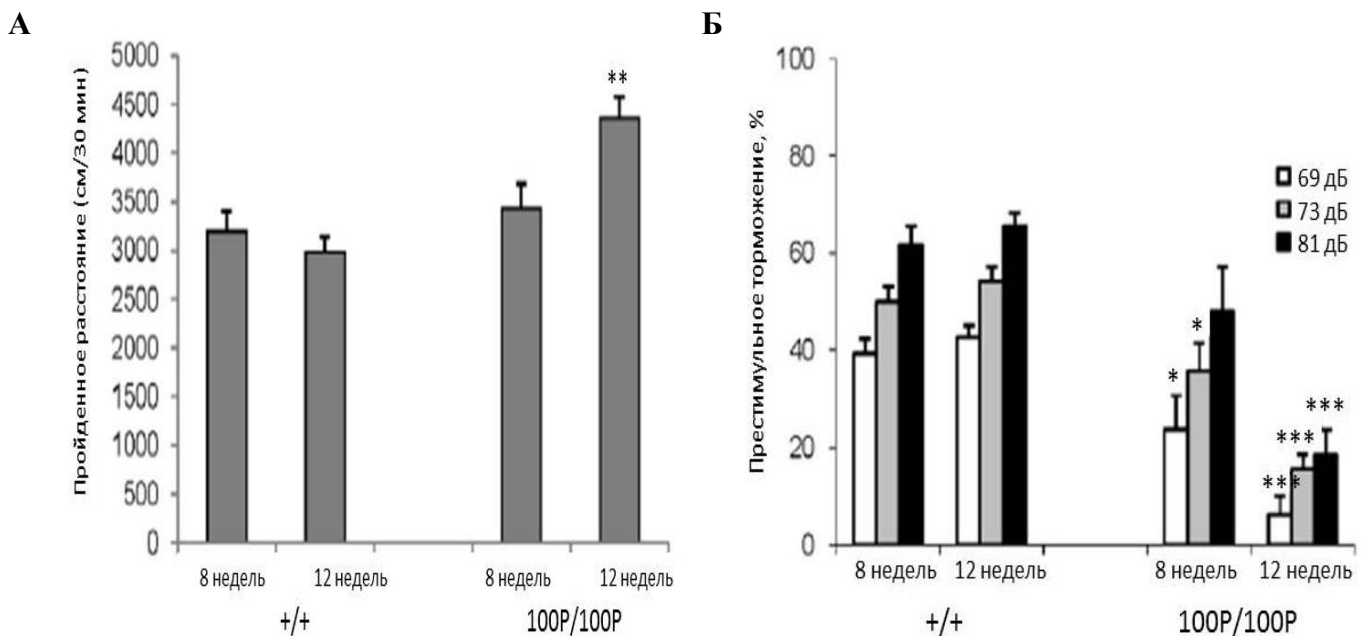 А
Пройденное расстояние (см/30 мин)
5000
4500
4000
3500
3000
2500
2000
1500
1000
500
0
**
8 недель
12 недель
8 недель
12 недель
+/+
100P/100P
Б
Престимульное торможение, %
100
80
60
40
20
0
69 дБ
73 дБ
81 дБ
*
*
***
***
***
8 недель
12 недель
8 недель
12 недель
+/+
100P/100P